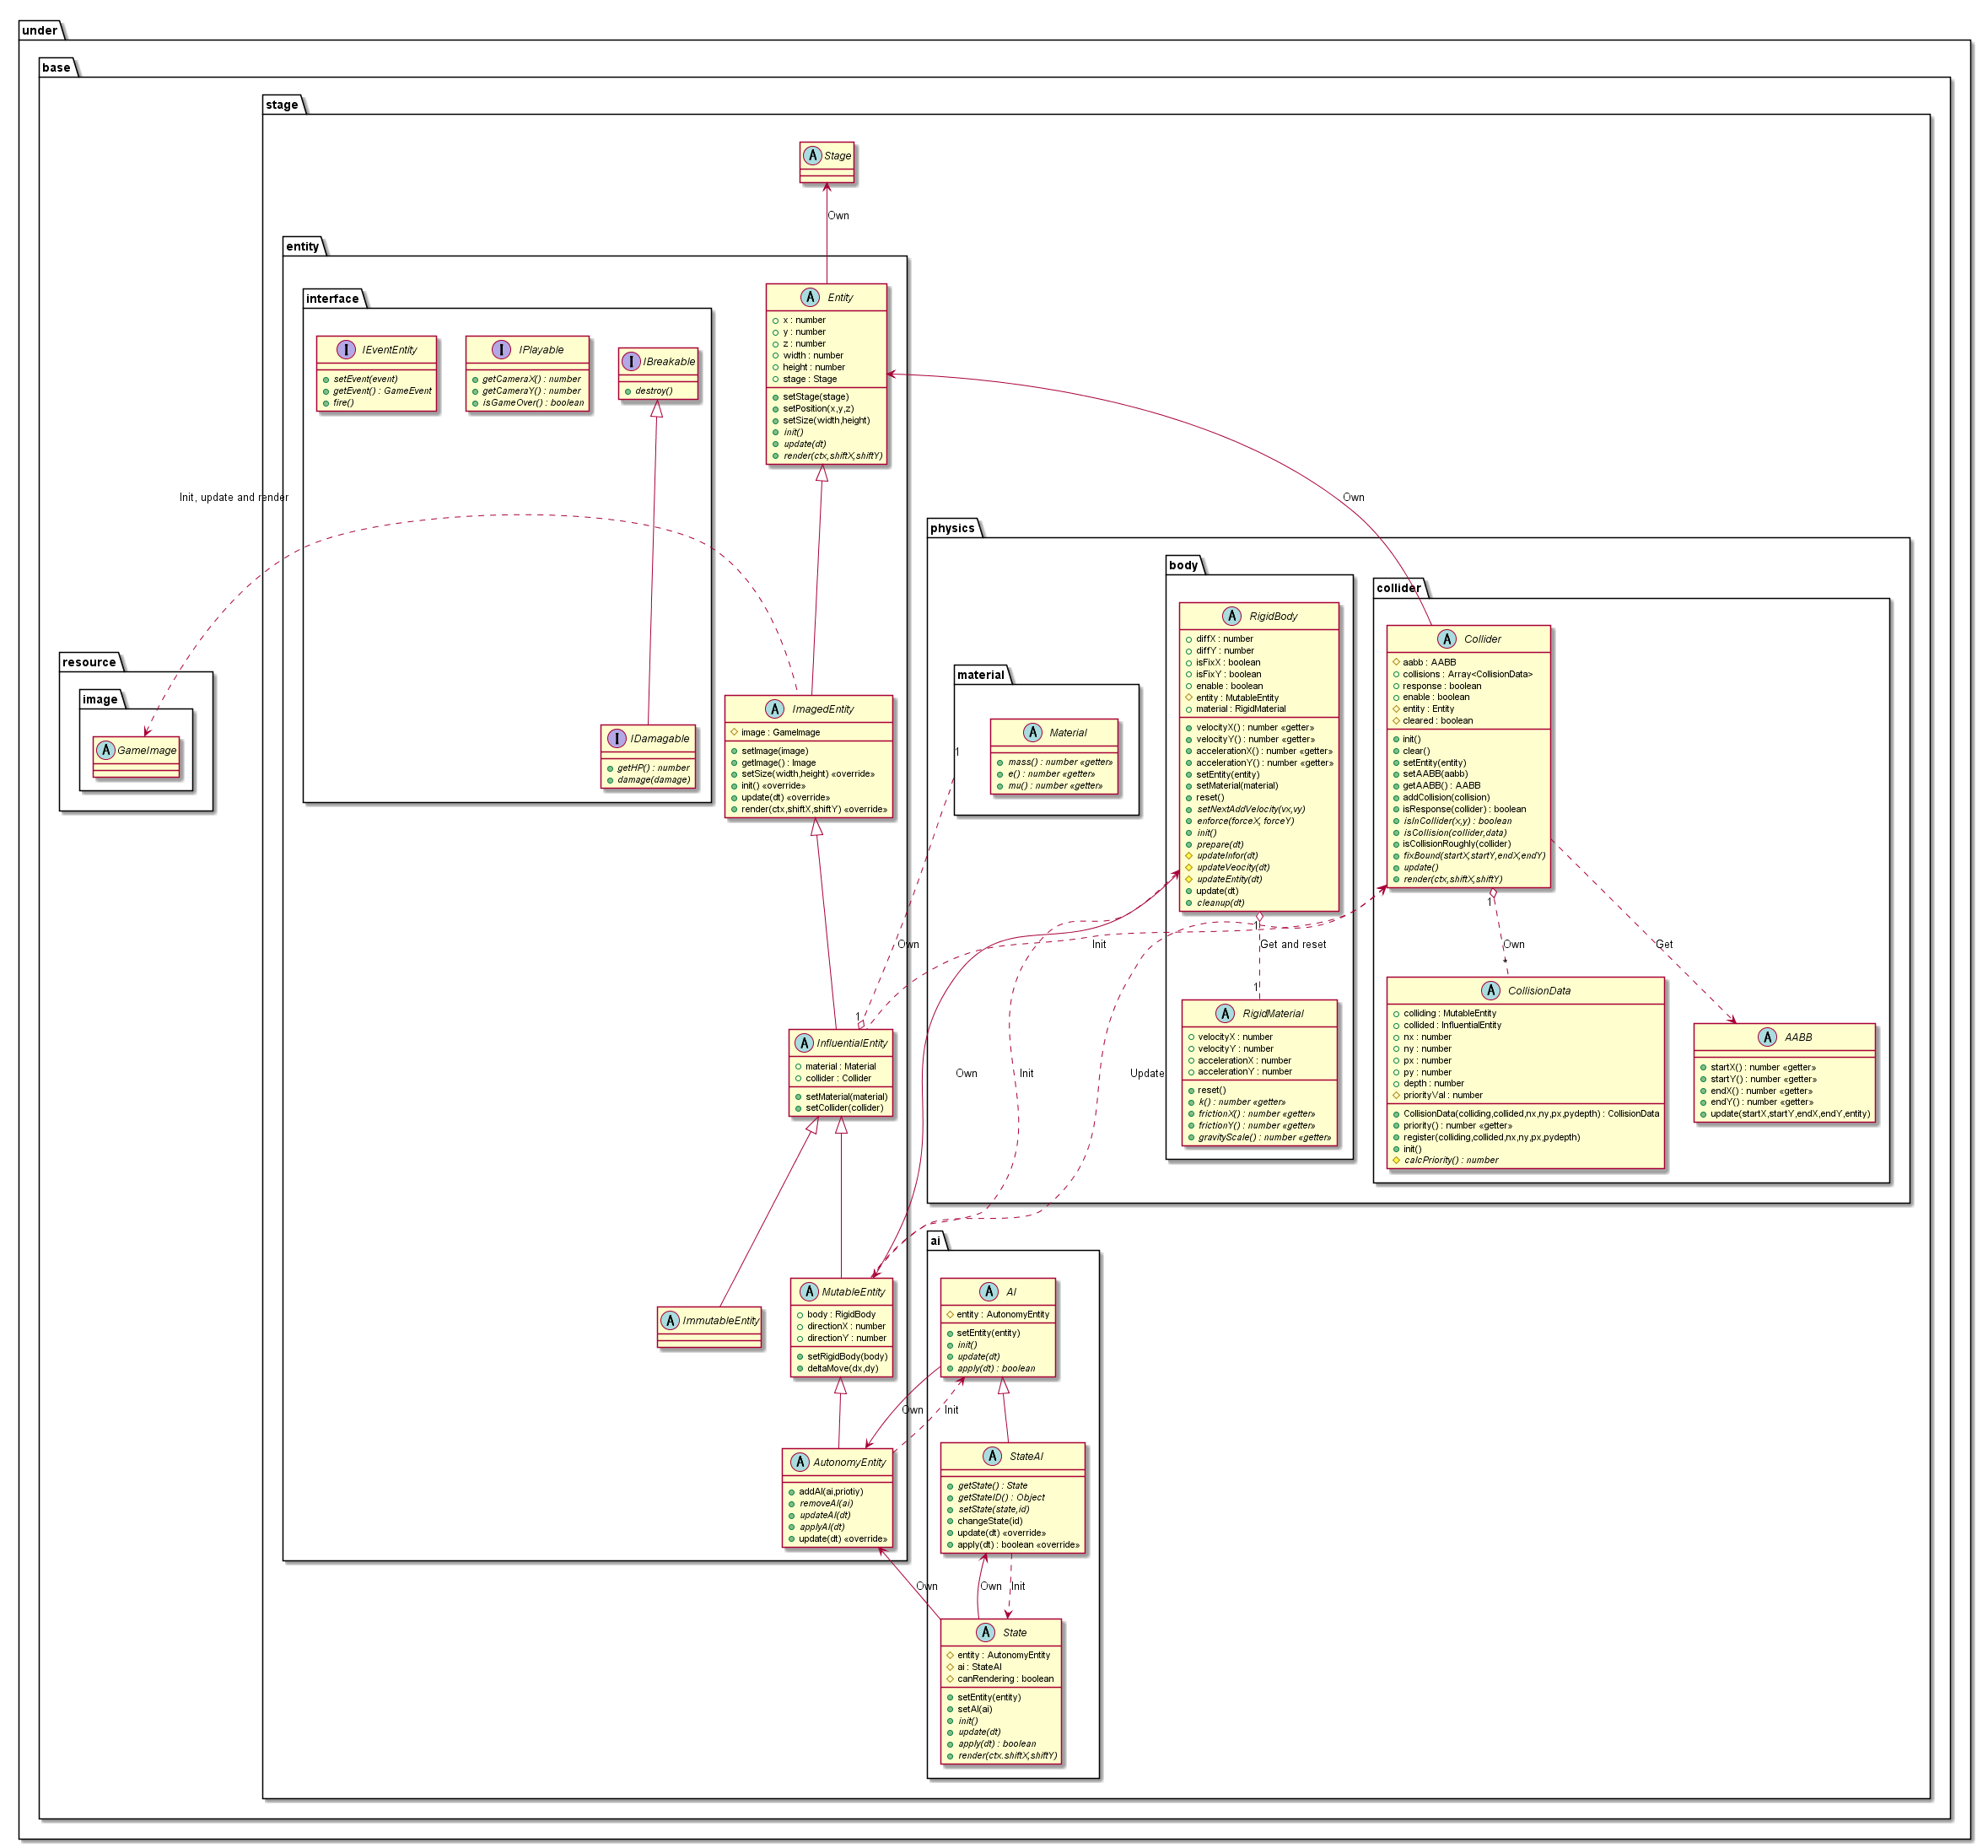 under
base
stage
A Stage
Own
entity
interface
I IEventEntity
setEvent(event)
getEvent() : GameEvent
fire()
I IPlayable
getCameraX() : number
getCameraY() : number
isGameOver() : boolean
I IBreakable
destroy()
A Entity
x : number
y : number
z : number
width : number
height : number
stage : Stage
setStage(stage)
setPosition(x,y,z)
setSize(width,height)
init()
update(dt)
render(ctx,shiftX,shiftY)
Init, update and render
Own
resource
image
A GameImage
I IDamagable
getHP() : number
damage(damage)
A ImagedEntity
image : GameImage
setImage(image)
getImage() : Image
setSize(width,height) «override»
init() «override»
update(dt) «override»
render(ctx,shiftX,shiftY) «override»
physics
material
1
A Material
mass() : number «getter»
e() : number «getter»
mu() : number «getter»
body
A RigidBody
diffX : number
diffY : number
isFixX : boolean
isFixY : boolean
enable : boolean
entity : MutableEntity
material : RigidMaterial
velocityX() : number «getter»
velocityY() : number «getter»
accelerationX() : number «getter»
accelerationY() : number «getter»
setEntity(entity)
setMaterial(material)
reset()
setNextAddVelocity(vx,vy)
enforce(forceX, forceY)
init()
prepare(dt)
updateInfor(dt)
updateVeocity(dt)
updateEntity(dt)
update(dt)
cleanup(dt)
collider
A Collider
aabb : AABB
collisions : Array<CollisionData>
response : boolean
enable : boolean
entity : Entity
cleared : boolean
init()
clear()
setEntity(entity)
setAABB(aabb)
getAABB() : AABB
addCollision(collision)
isResponse(collider) : boolean
isInCollider(x,y) : boolean
isCollision(collider,data)
isCollisionRoughly(collider)
fixBound(startX,startY,endX,endY)
update()
render(ctx,shiftX,shiftY)
Own
Init
1
Get and reset
1
1
Own
*
Get
1
A InfluentialEntity
material : Material
collider : Collider
setMaterial(material)
setCollider(collider)
Own
Init
Update
A RigidMaterial
velocityX : number
velocityY : number
accelerationX : number
accelerationY : number
reset()
k() : number «getter»
frictionX() : number «getter»
frictionY() : number «getter»
gravityScale() : number «getter»
A CollisionData
colliding : MutableEntity
collided : InfluentialEntity
nx : number
ny : number
px : number
py : number
depth : number
priorityVal : number
CollisionData(colliding,collided,nx,ny,px,pydepth) : CollisionData
priority() : number «getter»
register(colliding,collided,nx,ny,px,pydepth)
init()
calcPriority() : number
A AABB
startX() : number «getter»
startY() : number «getter»
endX() : number «getter»
endY() : number «getter»
update(startX,startY,endX,endY,entity)
A ImmutableEntity
A MutableEntity
body : RigidBody
directionX : number
directionY : number
setRigidBody(body)
deltaMove(dx,dy)
ai
A AI
entity : AutonomyEntity
setEntity(entity)
init()
update(dt)
apply(dt) : boolean
Own
Init
A AutonomyEntity
addAI(ai,priotiy)
removeAI(ai)
updateAI(dt)
applyAI(dt)
update(dt) «override»
A StateAI
getState() : State
getStateID() : Object
setState(state,id)
changeState(id)
update(dt) «override»
apply(dt) : boolean «override»
Own
Own
Init
A State
entity : AutonomyEntity
ai : StateAI
canRendering : boolean
setEntity(entity)
setAI(ai)
init()
update(dt)
apply(dt) : boolean
render(ctx.shiftX,shiftY)